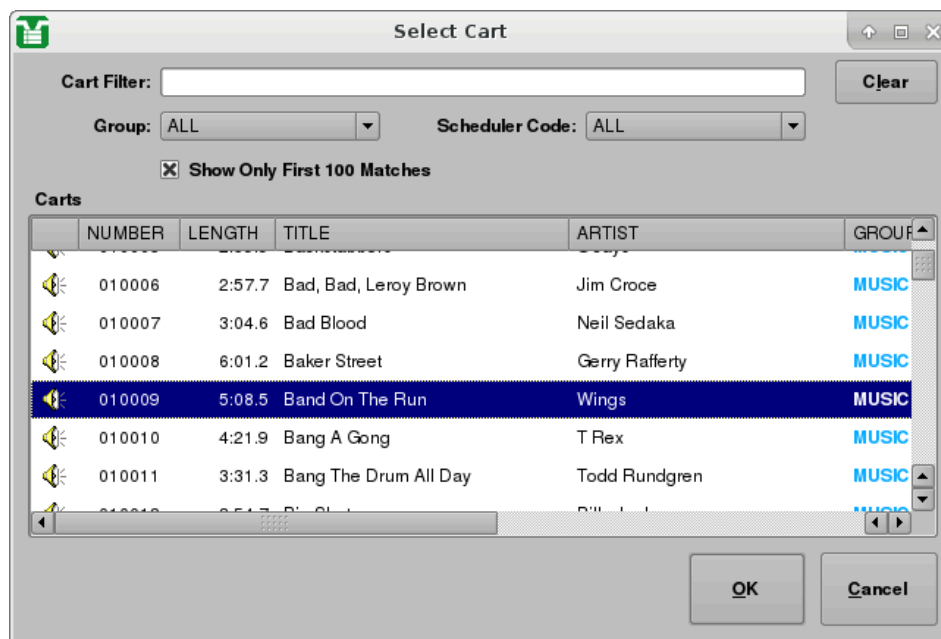 Select Cart
Cart Filter:
Clear
Group: ALL Scheduler Code: ALL
Show Only First 100 Matches
Carts
NUMBER LENGTH TITLE ARTIST GROUP
010006 2:57.7 Bad, Bad, Leroy Brown Jim Croce MUSIC
010007 3:04.6 Bad Blood Neil Sedaka MUSIC
010008 6:01.2 Baker Street Gerry Rafferty MUSIC
010009 5:08.5 Band On The Run Wings MUSIC
010010 4:21.9 Bang A Gong T Rex MUSIC
010011 3:31.3 Bang The Drum All Day Todd Rundgren MUSIC
OK Cancel